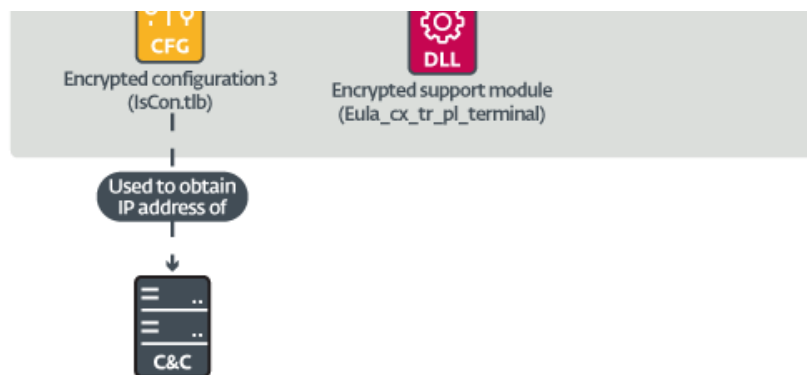 CFG
Encrypted configuration 3
(IsCon.tlb)
DLL
Encrypted support module
(Eula_cx_tr_pl_terminal)
Used to obtain
IP address of
C&C